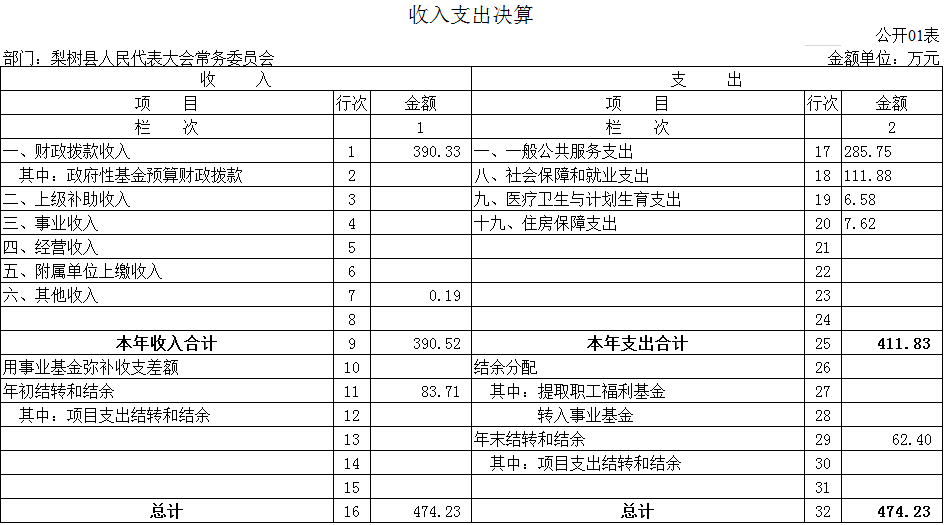 收入支出决算
公开01表
部门：梨树县人民代表大会常务委员会 金额单位：万元
收 入 支 出
项 目 行次 金额 项 目 行次 金额
栏 次 1 栏 次 2
一、财政拨款收入 1 390.33 一、一般公共服务支出 17 285.75
其中：政府性基金预算财政拨款 2 八、社会保障和就业支出 18 111.88
二、上级补助收入 3 九、医疗卫生与计划生育支出 19 6.58
三、事业收入 4 十九、住房保障支出 20 7.62
四、经营收入 5 21
五、附属单位上缴收入 6 22
六、其他收入 7 0.19 23
8 24
本年收入合计 9 390.52 本年支出合计 25 411.83
用事业基金弥补收支差额 10 结余分配 26
年初结转和结余 11 83.71 其中：提取职工福利基金 27
其中：项目支出结转和结余 12 转入事业基金 28
13 年末结转和结余 29 62.40
14 其中：项目支出结转和结余 30
15 31
总计 16 474.23 总计 32 474.23